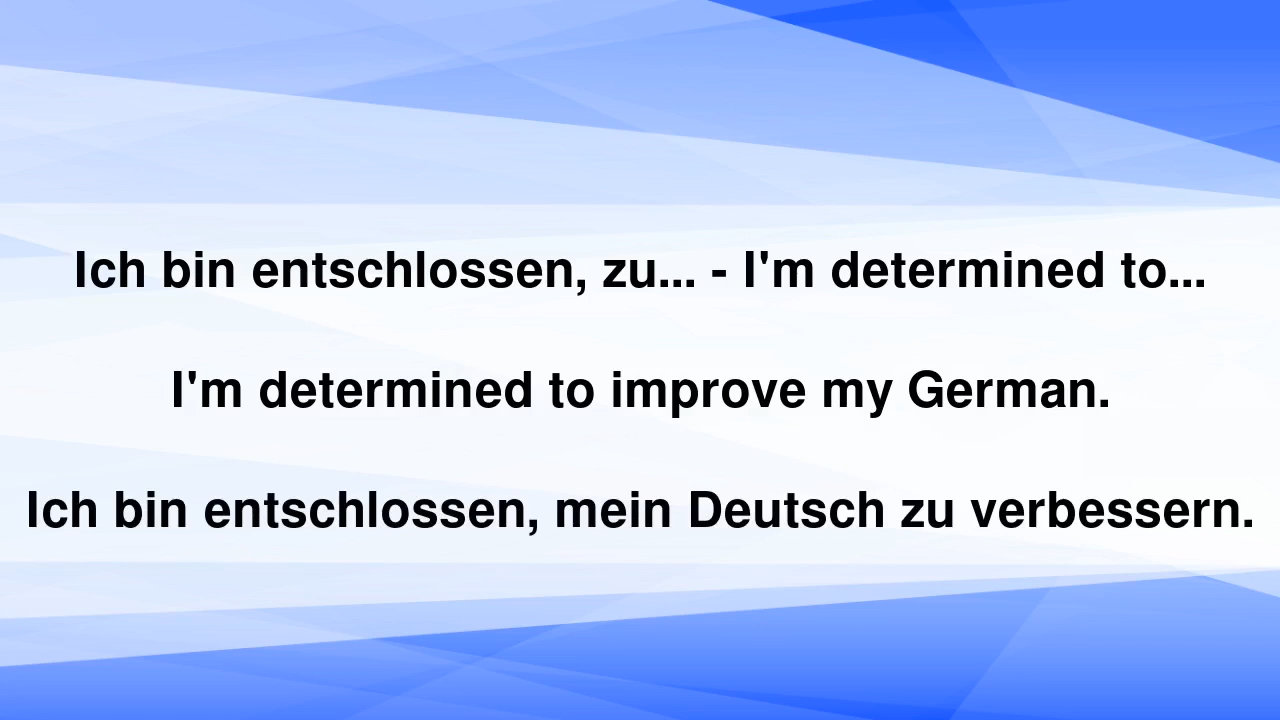 Ich bin entschlossen, zu... - I'm determined to...
I'm determined to improve my German.
Ich bin entschlossen, mein Deutsch zu verbessern.